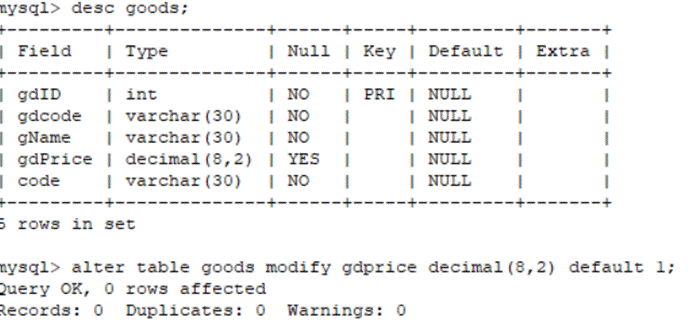 mysql> desc goods;
+---------+--------------+------+-----+---------+-------+
| Field | Type | Null | Key | Default | Extra |
+---------+--------------+------+-----+---------+-------+
| gdID | int | NO | PRI | NULL | |
| gdcode | varchar(30) | NO | | NULL | |
| gName | varchar(30) | NO | | NULL | |
| gdPrice | decimal(8,2) | YES | | NULL | |
| code | varchar(30) | NO | | NULL | |
+---------+--------------+------+-----+---------+-------+
5 rows in set
mysql> alter table goods modify gdprice decimal(8,2) default 1;
Query OK, 0 rows affected
Records: 0 Duplicates: 0 Warnings: 0